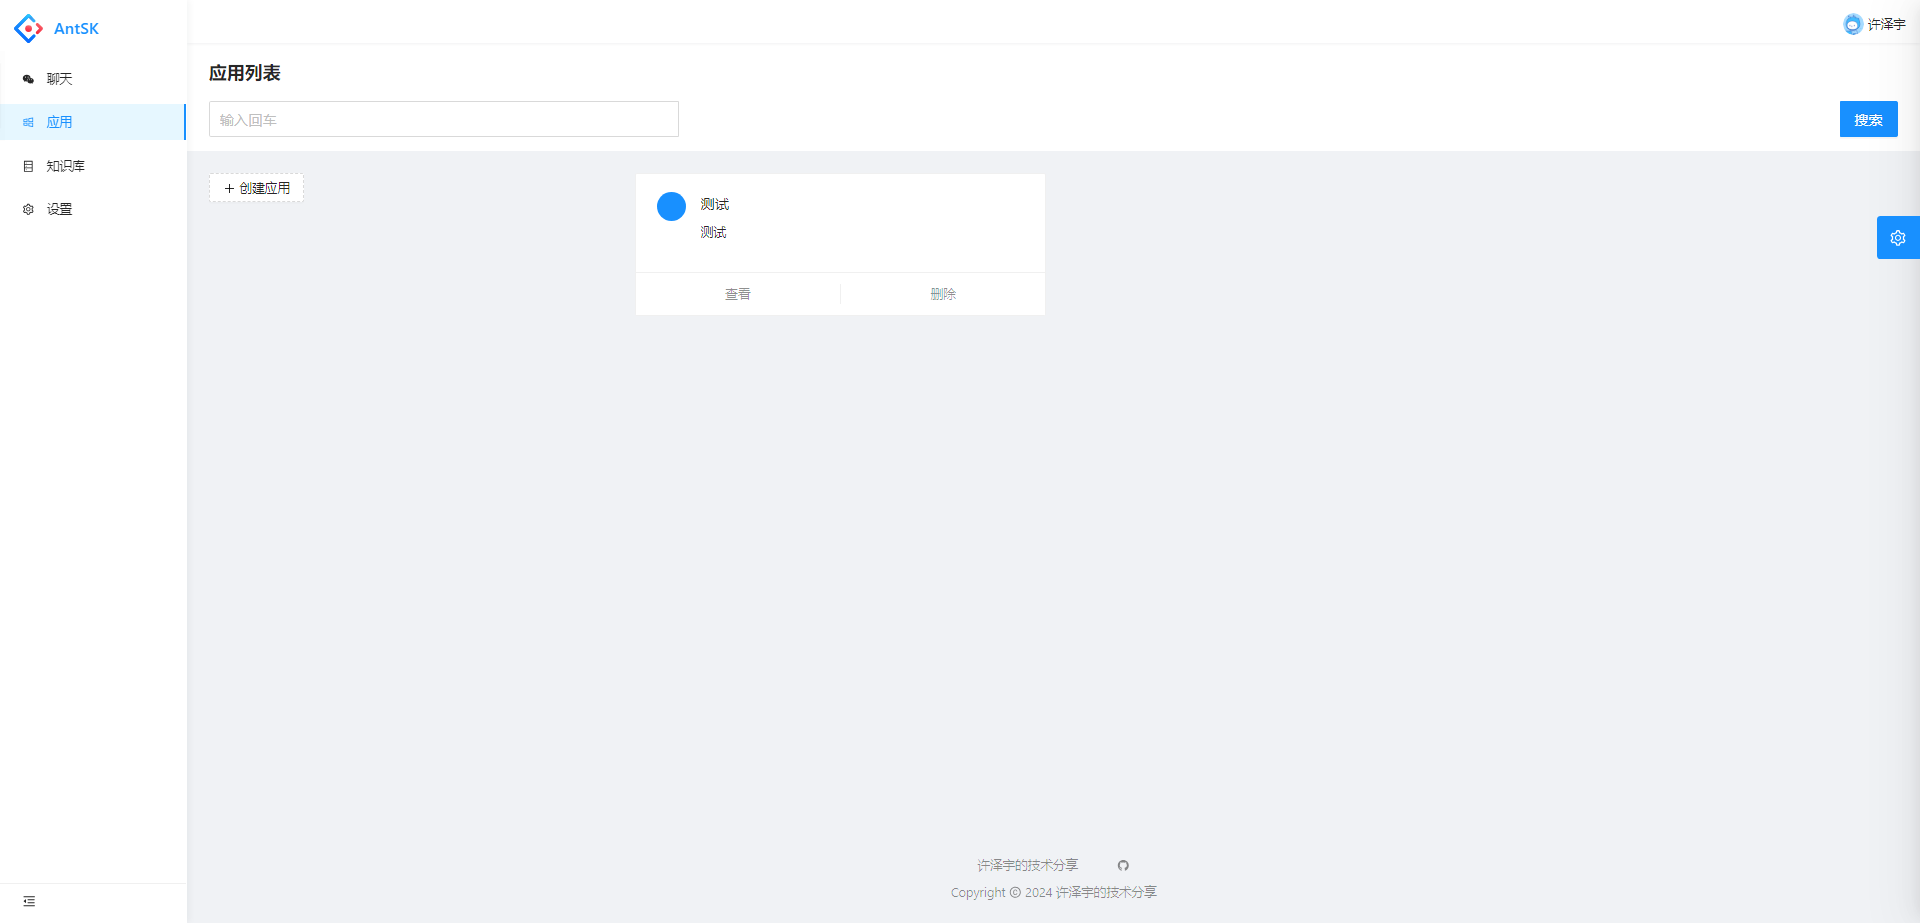 AntSK
许泽宇
聊天
应用
知识库
设置
应用列表
输入回车
搜索
创建应用
测试
测试
查看
删除
许泽宇的技术分享
Copyright © 2024 许泽宇的技术分享